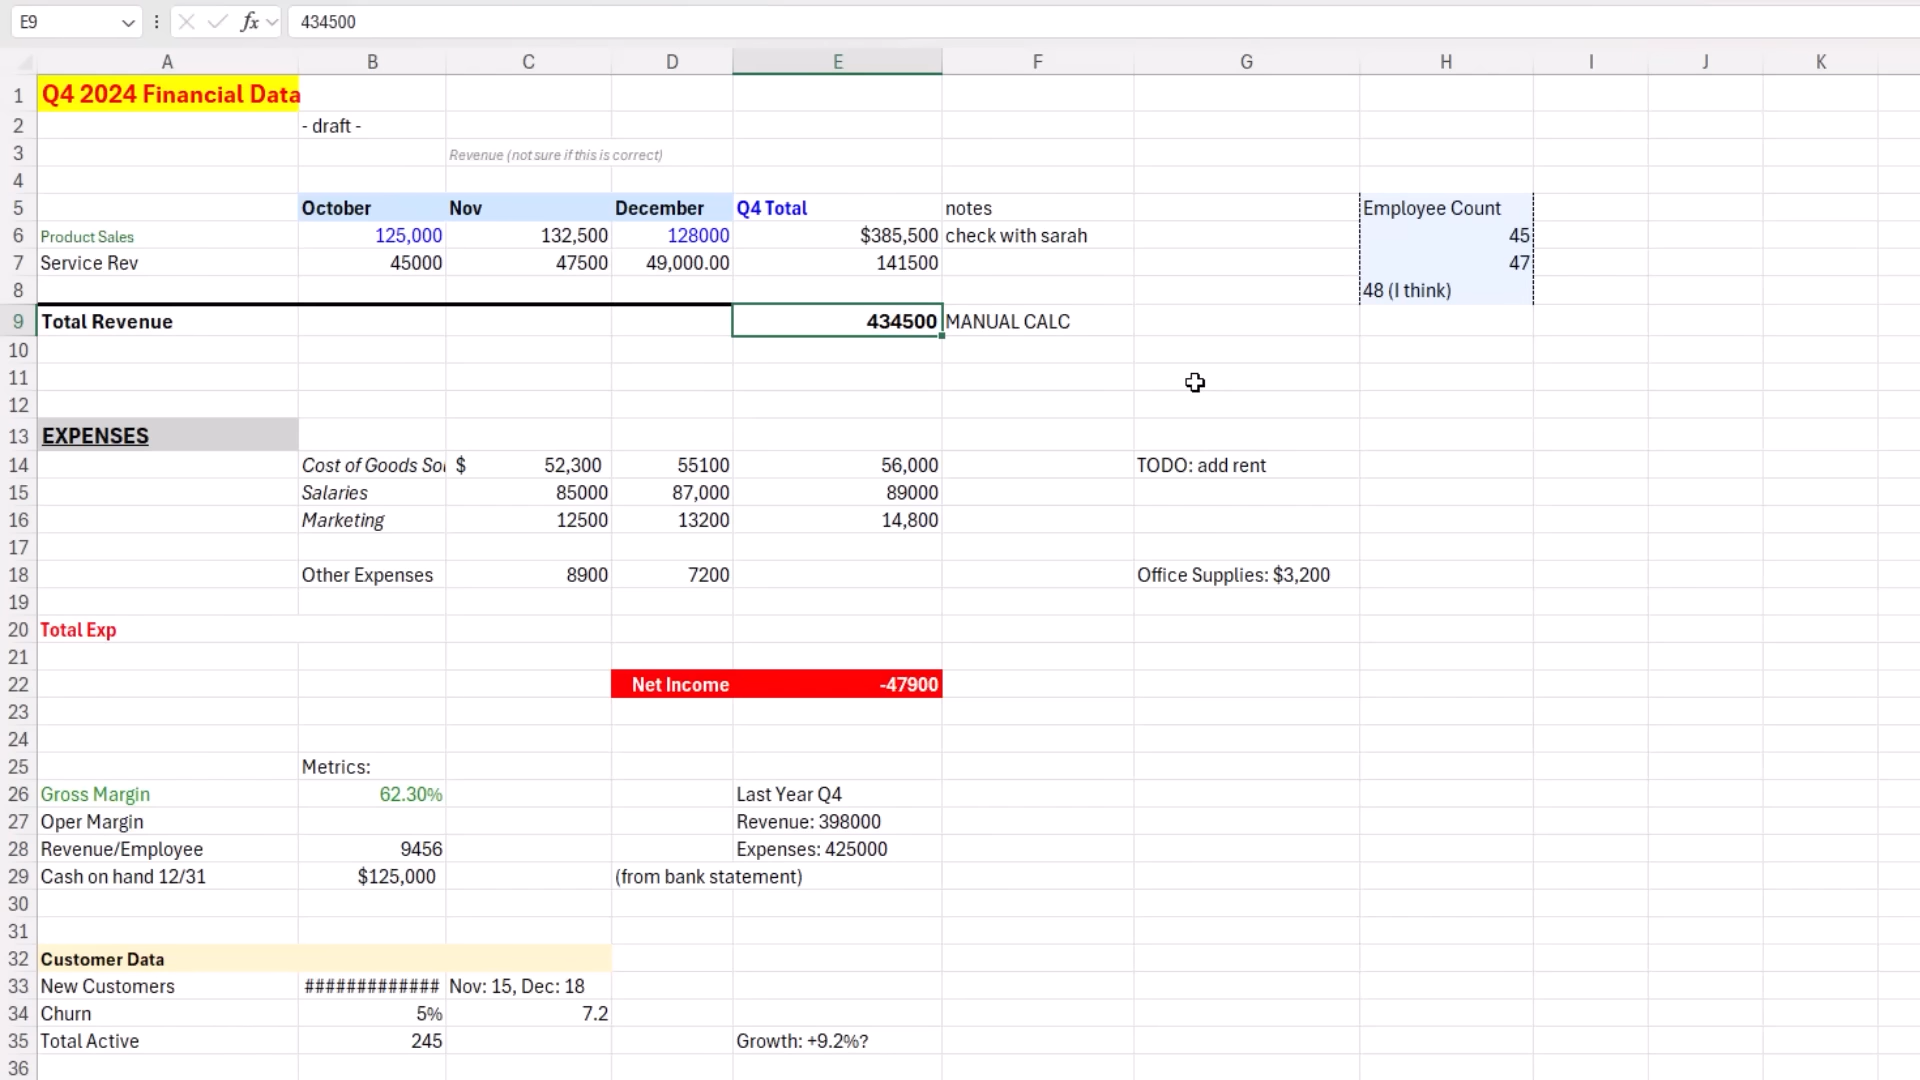 E9 fx 434500
A B C D E F G H I J K
1 Q4 2024 Financial Data
2 - draft -
3 Revenue (not sure if this is correct)
4
5 October Nov December Q4 Total notes Employee Count
6 Product Sales 125,000 132,500 128000 $385,500 check with sarah 45
7 Service Rev 45000 47500 49,000.00 141500 47
8 48 (I think)
9 Total Revenue 434500 MANUAL CALC
10
11
12
13 EXPENSES
14 Cost of Goods Sol $ 52,300 55100 56,000 TODO: add rent
15 Salaries 85000 87,000 89000
16 Marketing 12500 13200 14,800
17
18 Other Expenses 8900 7200 Office Supplies: $3,200
19
20 Total Exp
21
22 Net Income -47900
23
24
25 Metrics:
26 Gross Margin 62.30% Last Year Q4
27 Oper Margin Revenue: 398000
28 Revenue/Employee 9456 Expenses: 425000
29 Cash on hand 12/31 $125,000 (from bank statement)
30
31
32 Customer Data
33 New Customers ############# Nov: 15, Dec: 18
34 Churn 5% 7.2
35 Total Active 245 Growth: +9.2%?
36